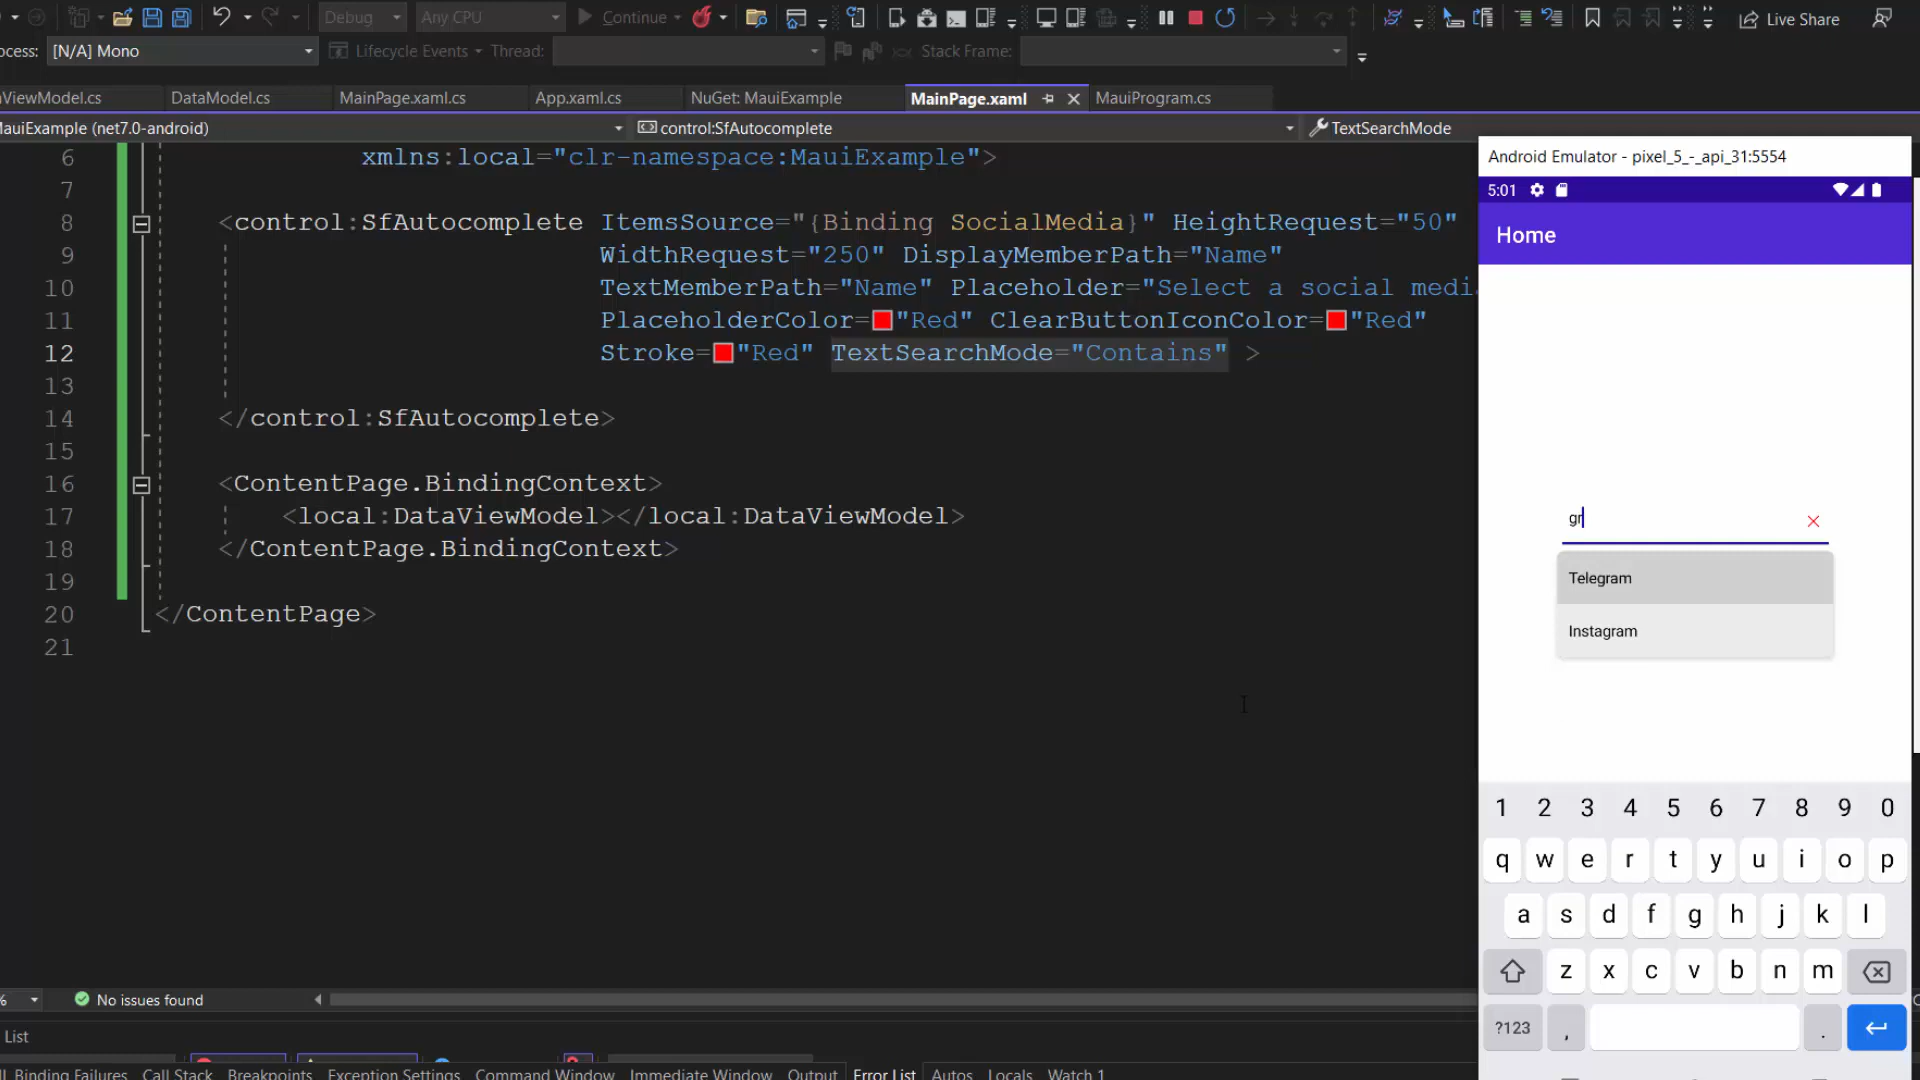 Debug
Any CPU
Continue
Live Share
ocess:
[N/A] Mono
Lifecycle Events
Thread:
Stack Frame:
ViewModel.cs
DataModel.cs
MainPage.xaml.cs
App.xaml.cs
NuGet: MauiExample
MainPage.xaml
MauiProgram.cs
MauiExample (net7.0-android)
control:SfAutocomplete
TextSearchMode
6 xmlns:local="clr-namespace:MauiExample">
7
8 <control:SfAutocomplete ItemsSource="{Binding SocialMedia}" HeightRequest="50"
9 WidthRequest="250" DisplayMemberPath="Name"
10 TextMemberPath="Name" Placeholder="Select a social media
11 PlaceholderColor="Red" ClearButtonIconColor="Red"
12 Stroke="Red" TextSearchMode="Contains" >
13
14 </control:SfAutocomplete>
15
16 <ContentPage.BindingContext>
17 <local:DataViewModel></local:DataViewModel>
18 </ContentPage.BindingContext>
19
20 </ContentPage>
21
Android Emulator - pixel_5_-_api_31:5554
5:01
Home
gr
Telegram
Instagram
1 2 3 4 5 6 7 8 9 0
q w e r t y u i o p
a s d f g h j k l
z x c v b n m
?123 , .
%
No issues found
List
Binding Failures
Call Stack
Breakpoints
Exception Settings
Command Window
Immediate Window
Output
Error List
Autos
Locals
Watch 1